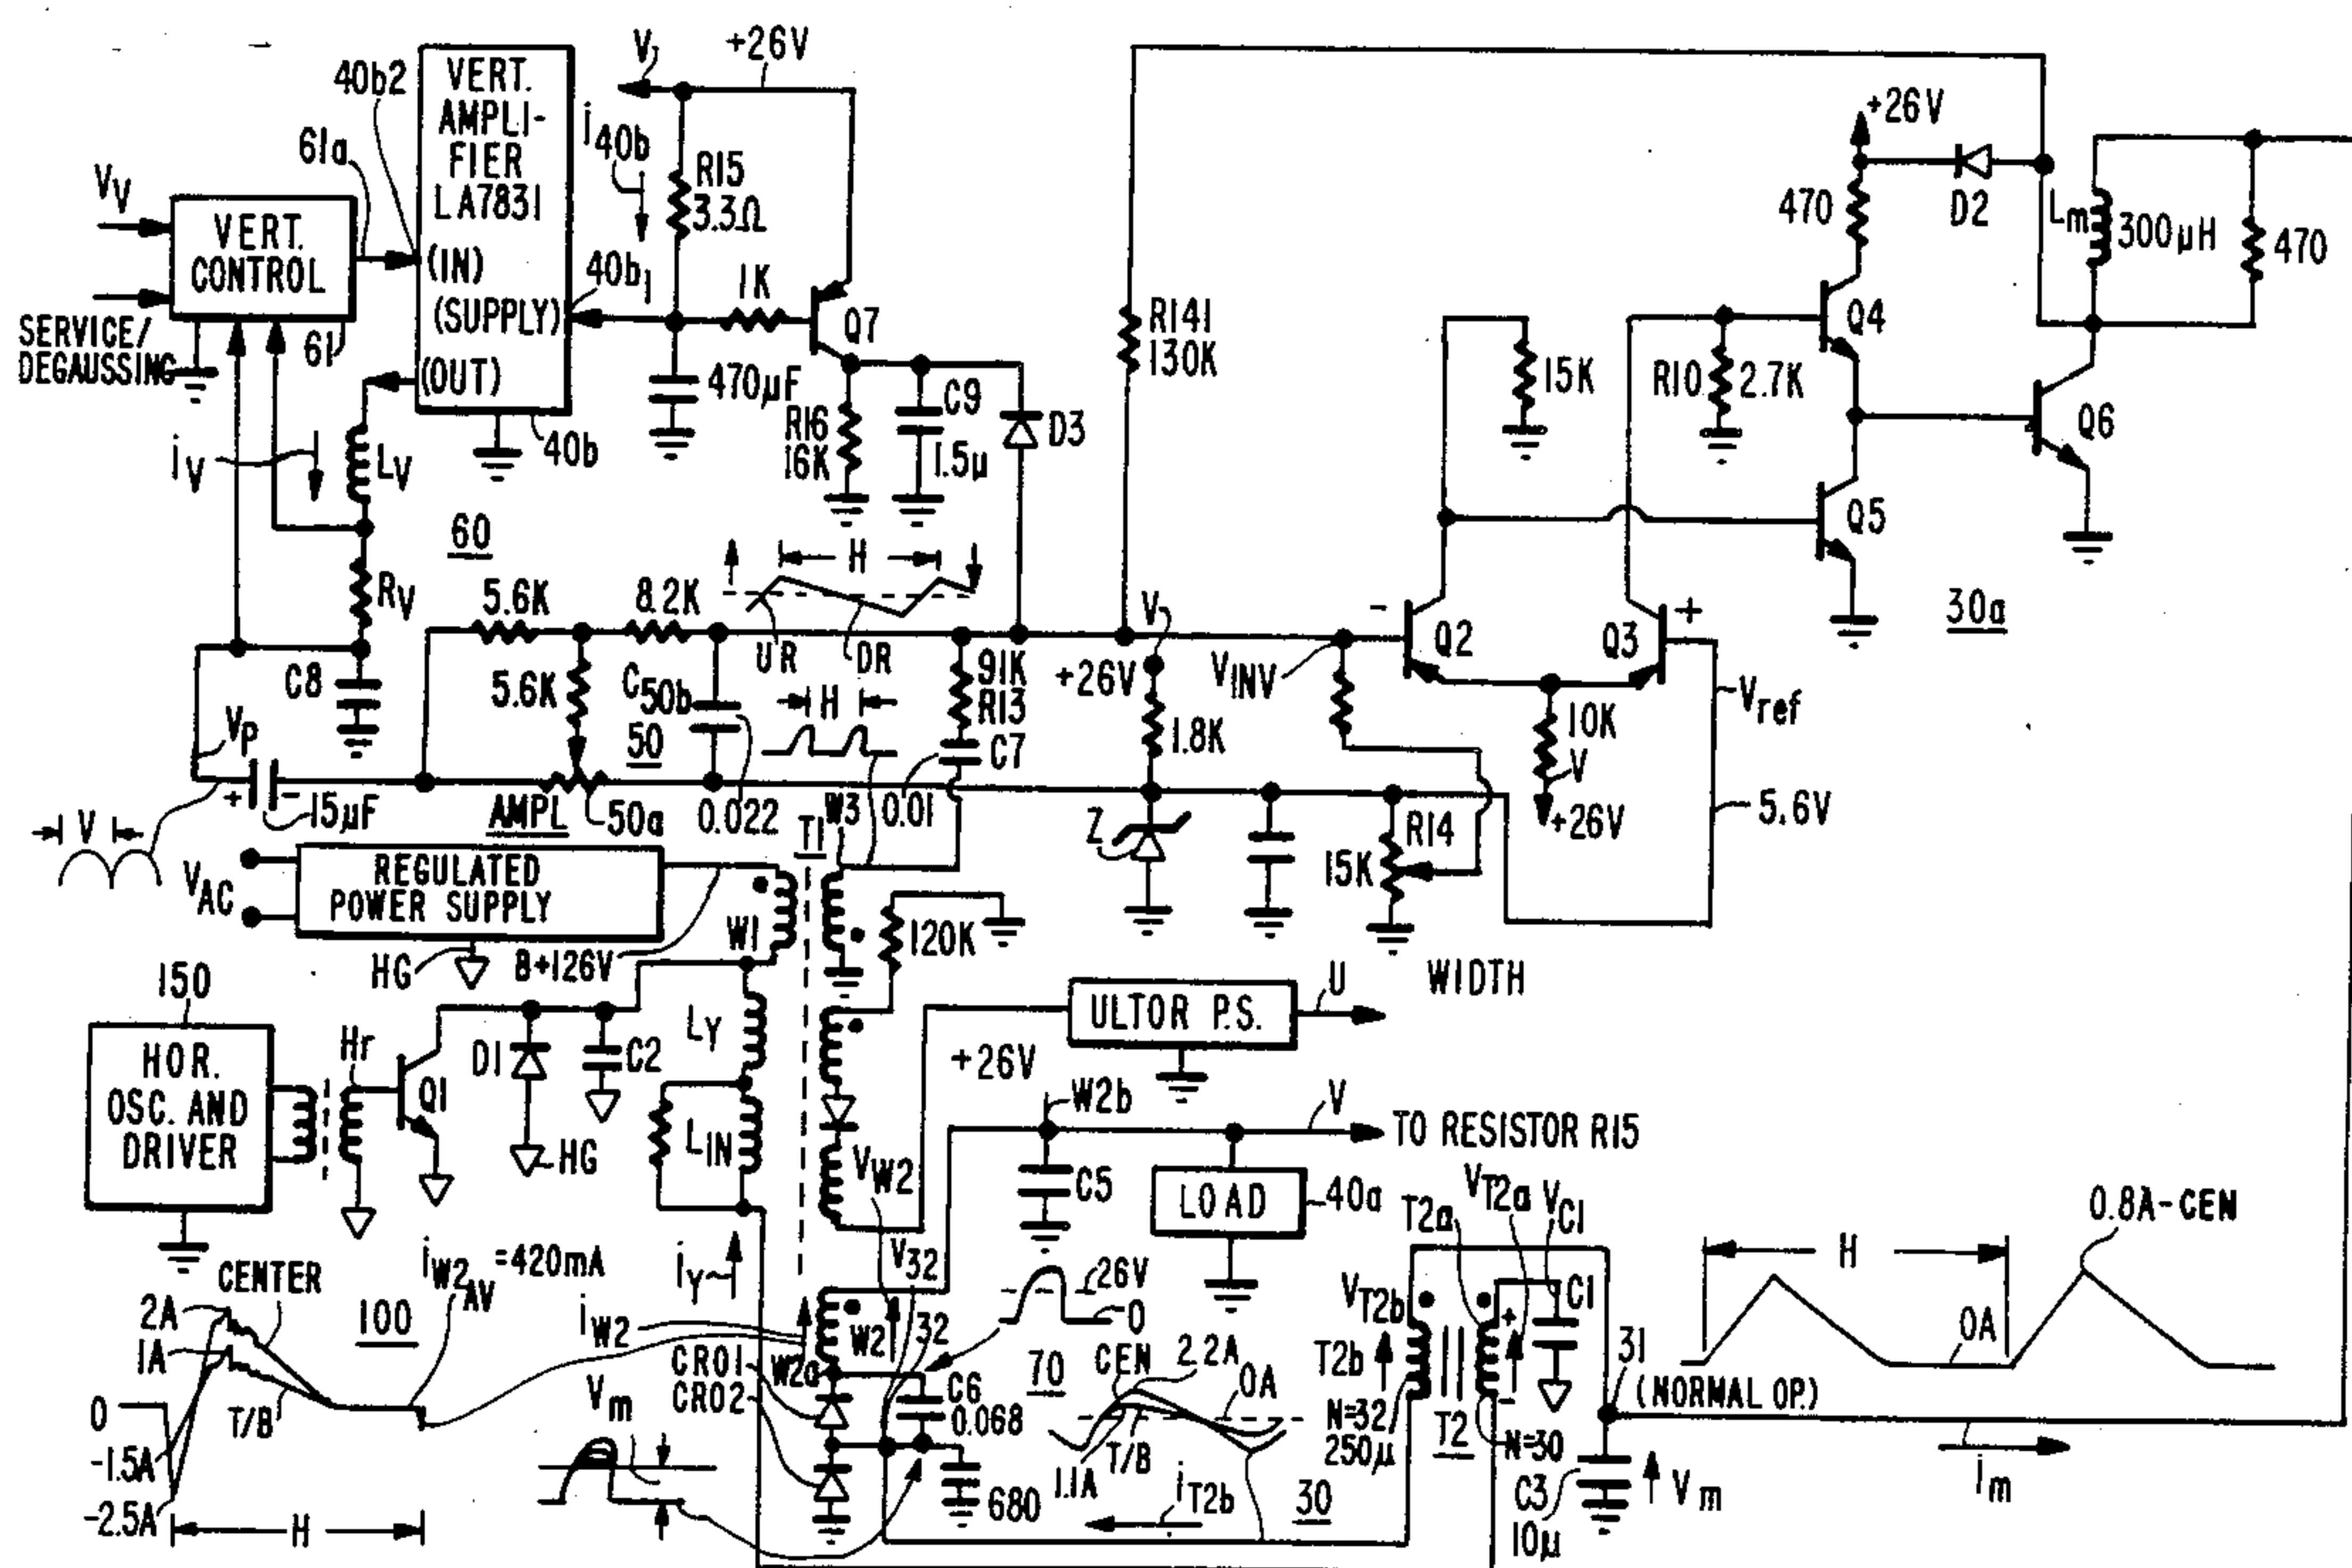 VERT.
AMPLI-
FIER
LA7831
(IN)
(SUPPLY)
(OUT)
40b2
61a
VV
VERT.
CONTROL
SERVICE/
DEGAUSSING
61
40b
40b1
V
+26V
i40b
R15
3.3Ω
1K
Q7
470µF
R16
16K
C9
1.5µ
D3
iV
LV
RV
60
C8
VP
15µF
V
5.6K
8.2K
5.6K
C50b
50
AMPL
50a
0.022
H
UR
DR
H
91K
R13
C7
0.01
R141
130K
V
+26V
1.8K
VINV
Z
R14
15K
WIDTH
+26V
470
D2
Lm
300µH
470
Q4
15K
R10
2.7K
Q6
Q5
30a
-
Q2
Q3
+
10K
V
+26V
Vref
5.6V
VAC
REGULATED
POWER SUPPLY
HG
B+126V
T1
W1
W3
120K
150
HOR.
OSC. AND
DRIVER
Hr
Q1
D1
C2
HG
LY
LIN
iY
ULTOR P.S.
U
+26V
W2b
V
TO RESISTOR R15
C5
LOAD
40a
VW2
V32
32
W2
W2a
iW2
iW2AV =420mA
CENTER
2A
1A
100
0
-1.5A
-2.5A
T/B
H
CR01
CR02
Vm
C6
0.068
680
26V
0
70
CEN
2.2A
0A
T/B
1.1A
iT2b
30
T2a
VT2a
VC1
C1
VT2b
T2b
N=32
250µ
T2
N=30
+
-
31
(NORMAL OP.)
C3
10µ
Vm
im
H
0.8A-CEN
0A